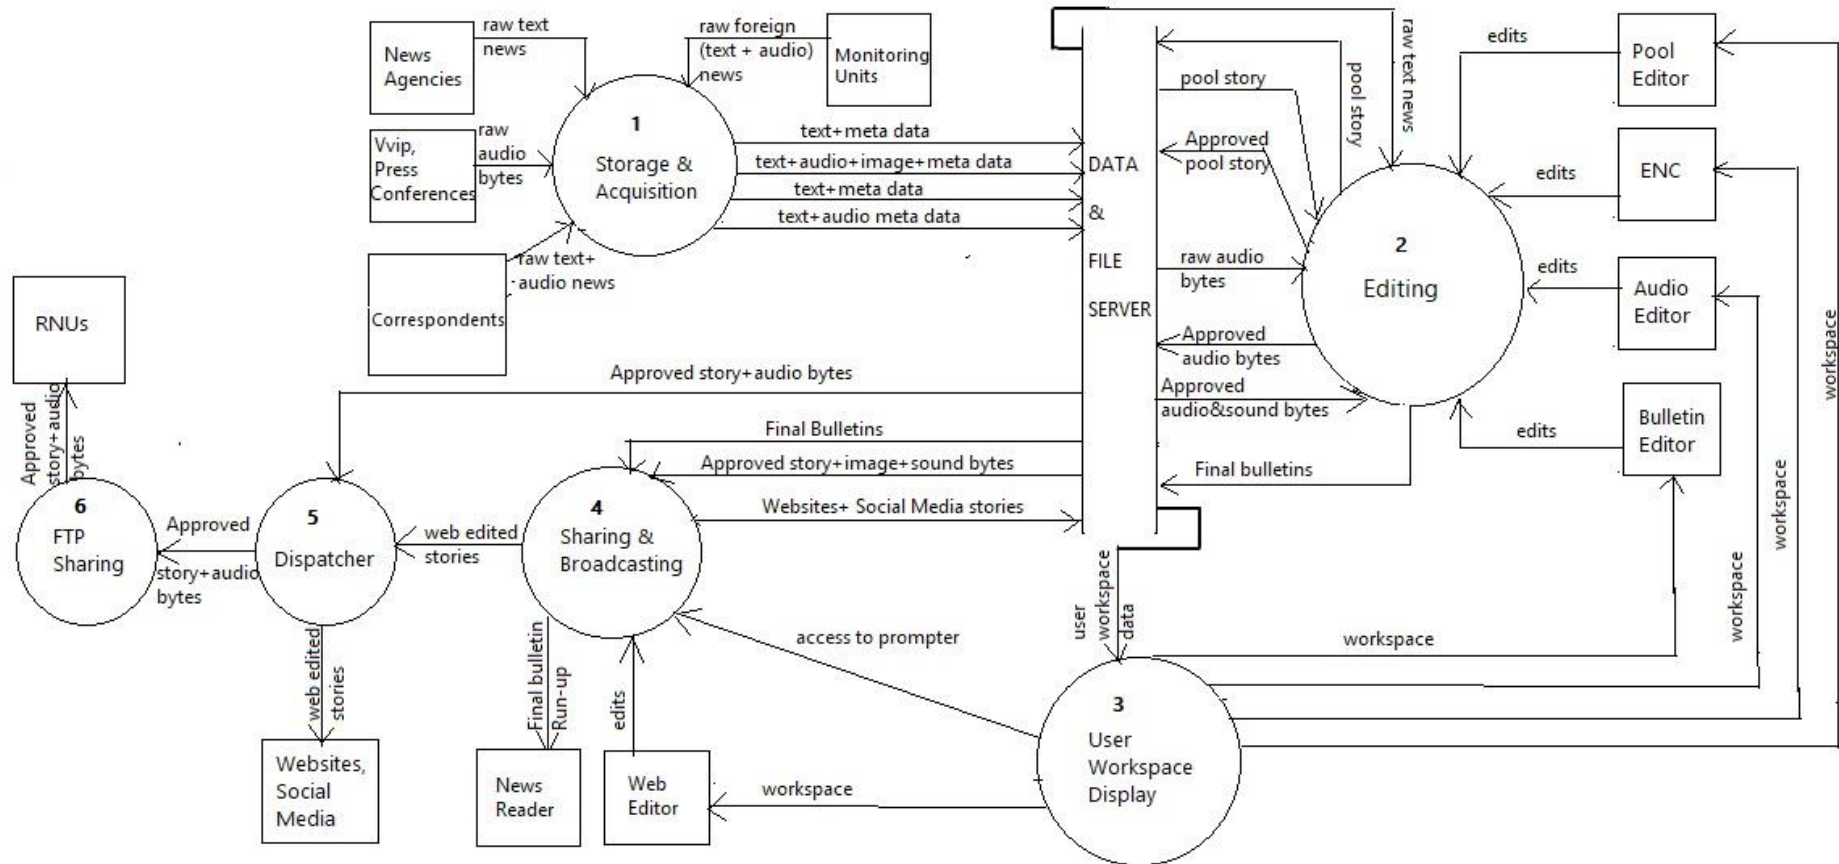 News
Agencies
raw text
news
raw foreign
(text + audio)
news
Monitoring
Units
Vvip,
Press
Conferences
raw
audio
bytes
1
Storage &
Acquisition
Correspondents
raw text+
audio news
text+meta data
text+audio+image+meta data
text+meta data
text+audio meta data
DATA
&
FILE
SERVER
raw text news
pool story
pool story
Approved
pool story
raw audio
bytes
Approved
audio bytes
Approved
audio&sound bytes
Final bulletins
2
Editing
edits
Pool
Editor
edits
ENC
edits
Audio
Editor
edits
Bulletin
Editor
workspace
workspace
workspace
workspace
RNUs
Approved
story+audio
bytes
Approved story+audio bytes
Final Bulletins
Approved story+image+sound bytes
Websites+ Social Media stories
6
FTP
Sharing
Approved
story+audio
bytes
5
Dispatcher
web edited
stories
4
Sharing &
Broadcasting
web edited
stories
Websites,
Social
Media
Final bulletin
Run-up
News
Reader
edits
Web
Editor
access to prompter
workspace
user
workspace
data
3
User
Workspace
Display